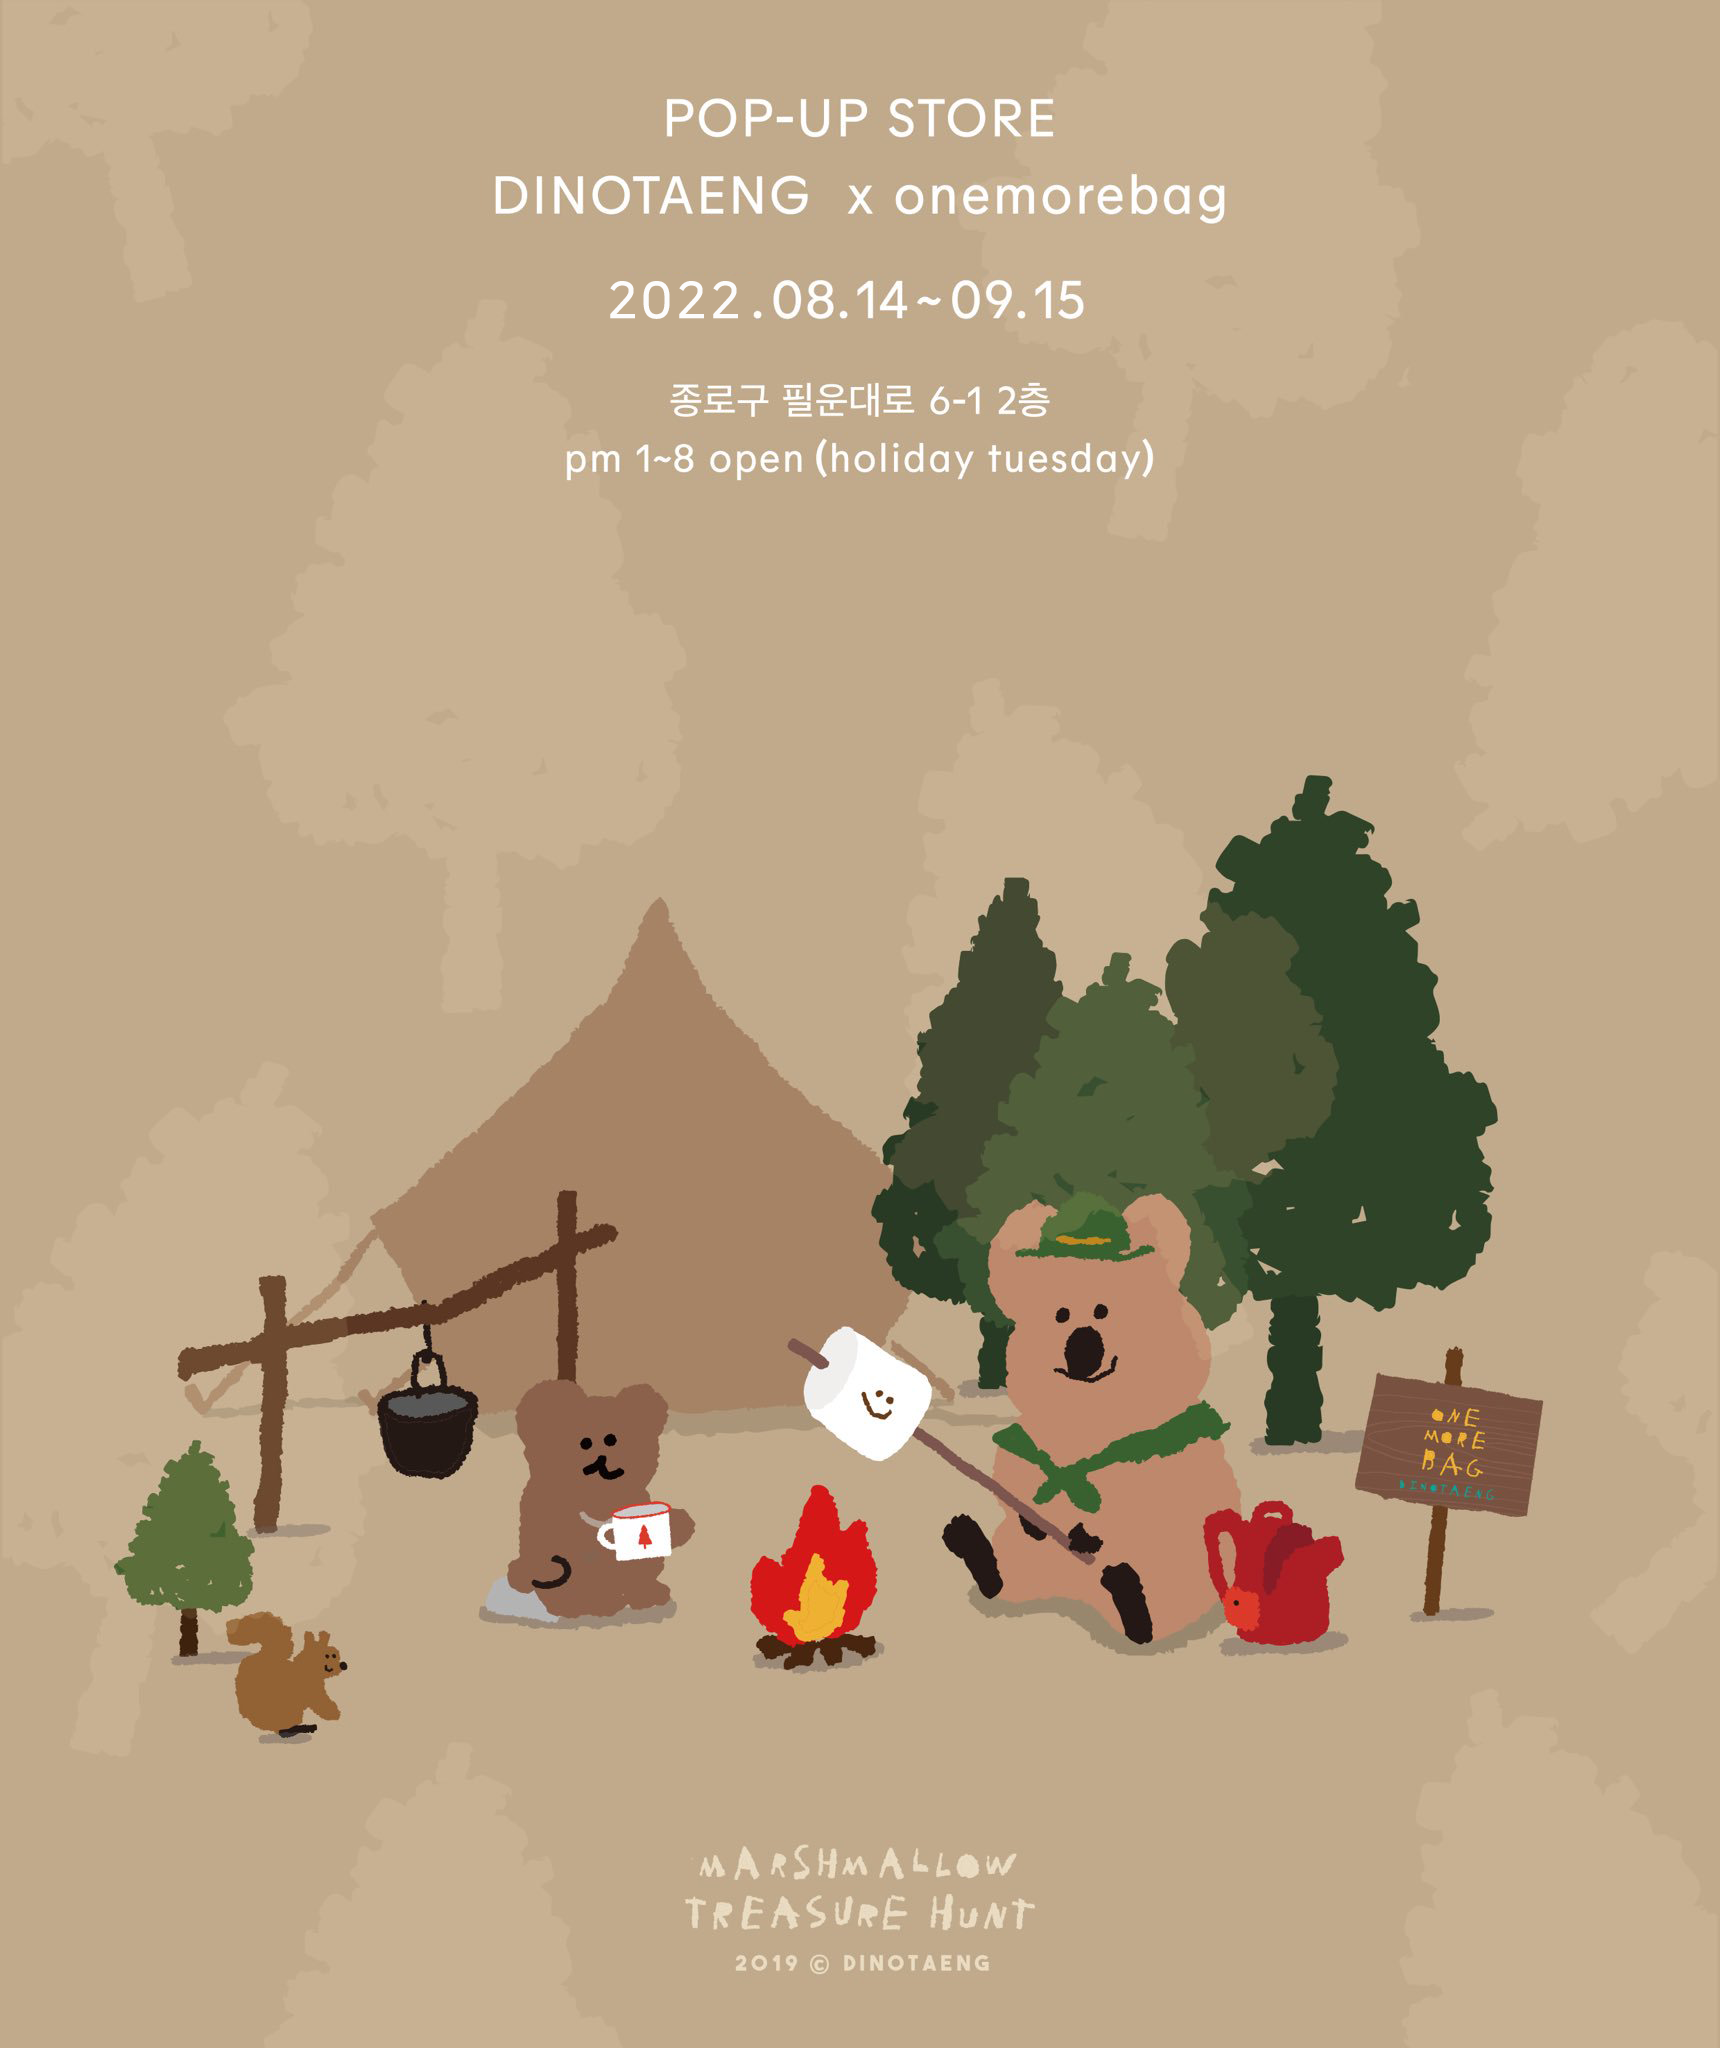 POP-UP STORE
DINOTAENG x onemorebag
2022.08.14~09.15
종로구 필운대로 6-1 2층
pm 1~8 open (holiday tuesday)
ONE
MORE
BAG
DINOTAENG
MARSHMALLOW
TREASURE HUNT
2019 © DINOTAENG